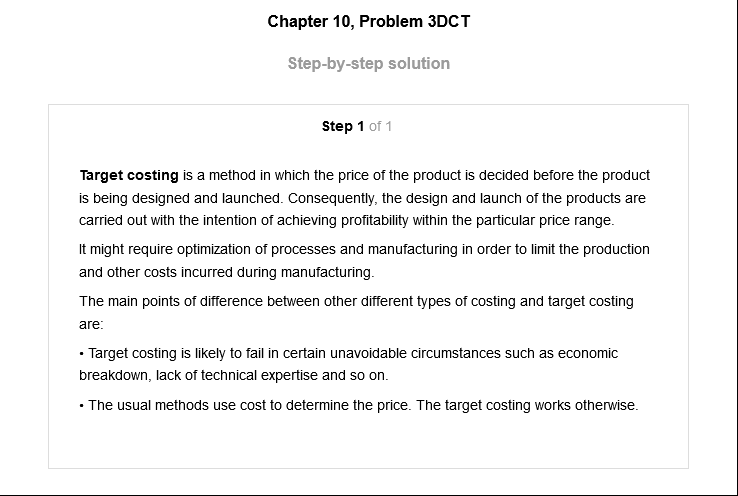 Chapter 10, Problem 3DCT
Step-by-step solution
Step 1 of 1
Target costing is a method in which the price of the product is decided before the product
is being designed and launched. Consequently, the design and launch of the products are
carried out with the intention of achieving profitability within the particular price range.
It might require optimization of processes and manufacturing in order to limit the production
and other costs incurred during manufacturing.
The main points of difference between other different types of costing and target costing
are:
• Target costing is likely to fail in certain unavoidable circumstances such as economic
breakdown, lack of technical expertise and so on.
• The usual methods use cost to determine the price. The target costing works otherwise.